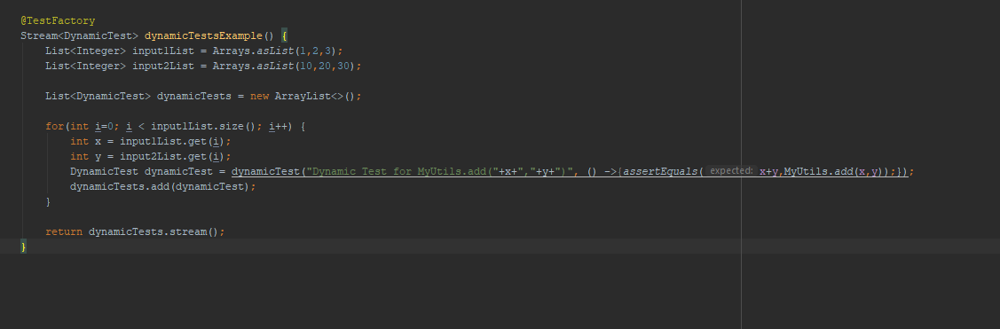 @TestFactory
Stream<DynamicTest> dynamicTestsExample() {
    List<Integer> input1List = Arrays.asList(1,2,3);
    List<Integer> input2List = Arrays.asList(10,20,30);
    List<DynamicTest> dynamicTests = new ArrayList<>();
    for(int i=0; i < input1List.size(); i++) {
        int x = input1List.get(i);
        int y = input2List.get(i);
        DynamicTest dynamicTest = dynamicTest("Dynamic Test for MyUtils.add("+x+","+y+")", () ->{assertEquals( expected: x+y,MyUtils.add(x,y));});
        dynamicTests.add(dynamicTest);
    }
    return dynamicTests.stream();
}